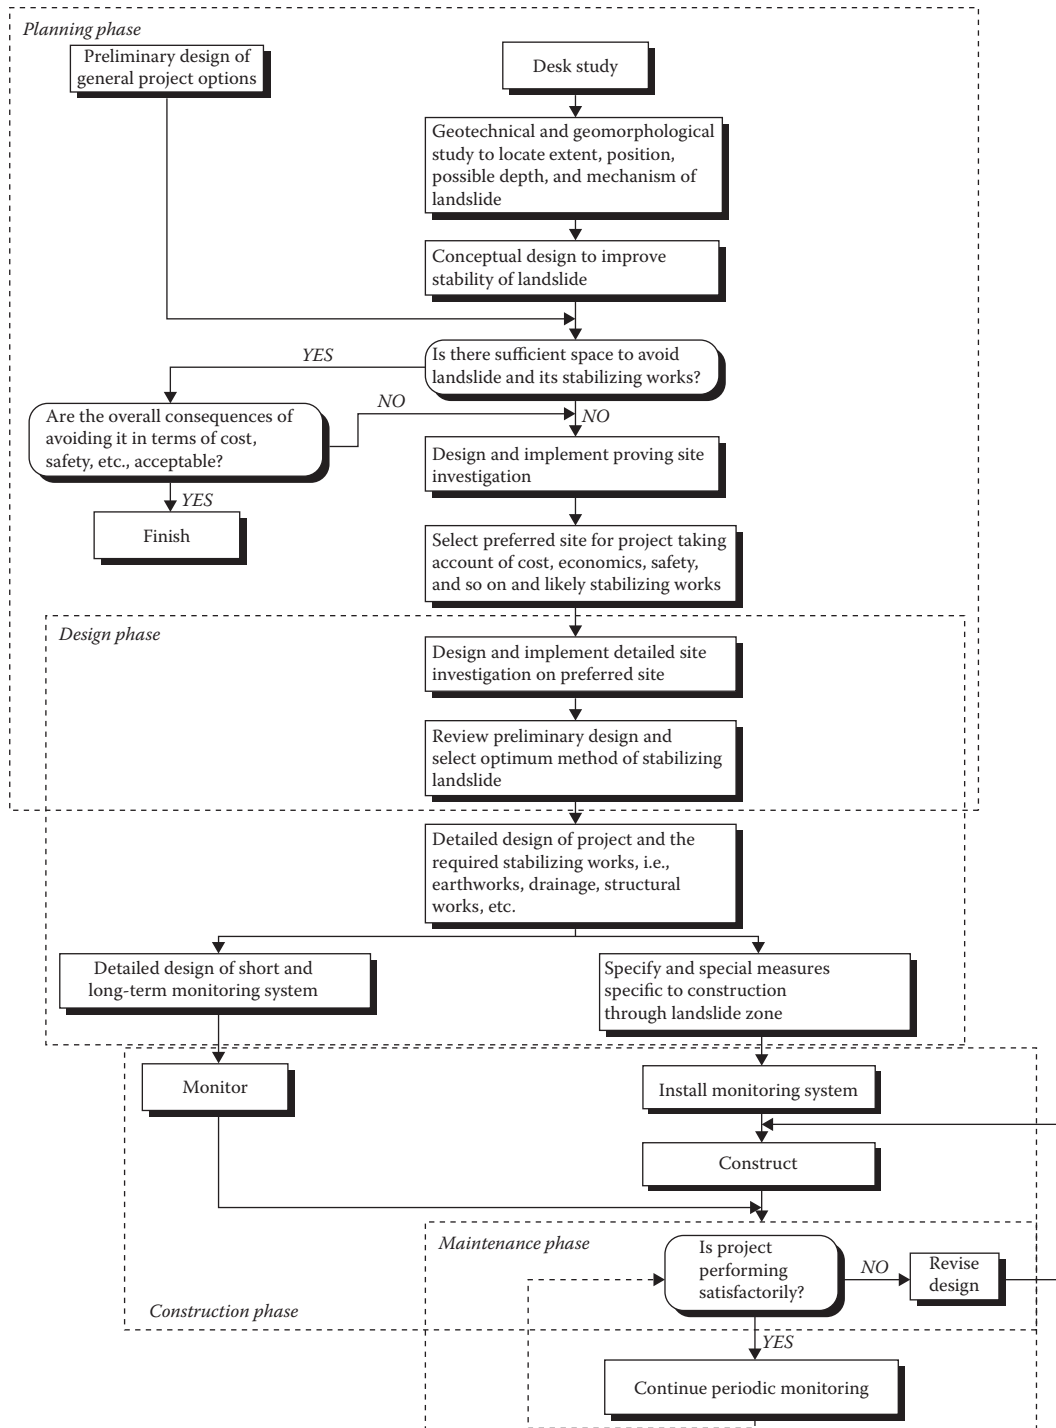 Planning phase
Preliminary design of
general project options
Desk study
Geotechnical and geomorphological
study to locate extent, position,
possible depth, and mechanism of
landslide
Conceptual design to improve
stability of landslide
Is there sufficient space to avoid
landslide and its stabilizing works?
YES
Are the overall consequences of
avoiding it in terms of cost,
safety, etc., acceptable?
NO
NO
YES
Finish
Design and implement proving site
investigation
Select preferred site for project taking
account of cost, economics, safety,
and so on and likely stabilizing works
Design phase
Design and implement detailed site
investigation on preferred site
Review preliminary design and
select optimum method of stabilizing
landslide
Detailed design of project and the
required stabilizing works, i.e.,
earthworks, drainage, structural
works, etc.
Detailed design of short and
long-term monitoring system
Specify and special measures
specific to construction
through landslide zone
Monitor
Install monitoring system
Construct
Maintenance phase
Is project
performing
satisfactorily?
NO
Revise
design
Construction phase
YES
Continue periodic monitoring